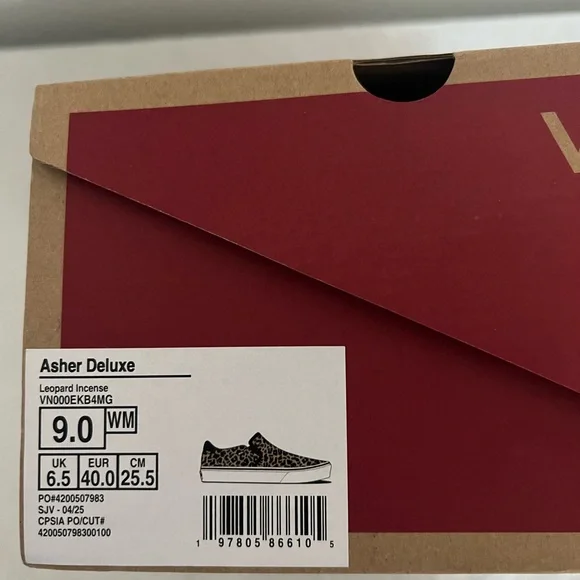 V
Asher Deluxe
Leopard Incense
VN000EKB4MG
9.0 WM
UK EUR CM
6.5 40.0 25.5
PO#4200507983
SJV - 04/25
CPSIA PO/CUT#
420050798300100
1 97805 86610 5